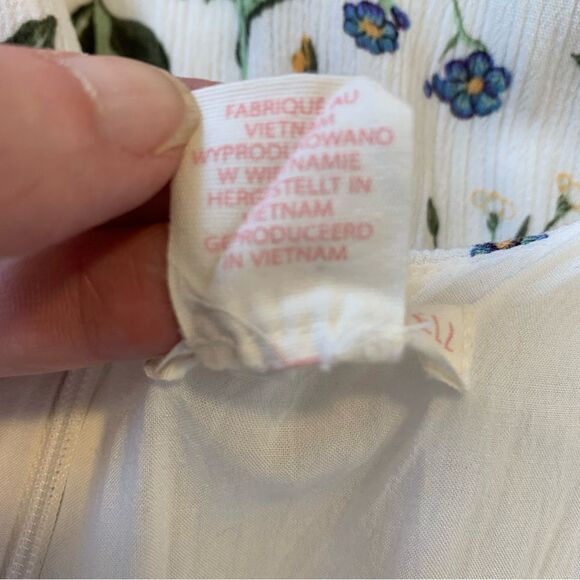 FABRIQUE AU
VIETNAM
WYPRODUKOWANO
W WIETNAMIE
HERGESTELLT IN
VIETNAM
GEPRODUCEERD
IN VIETNAM